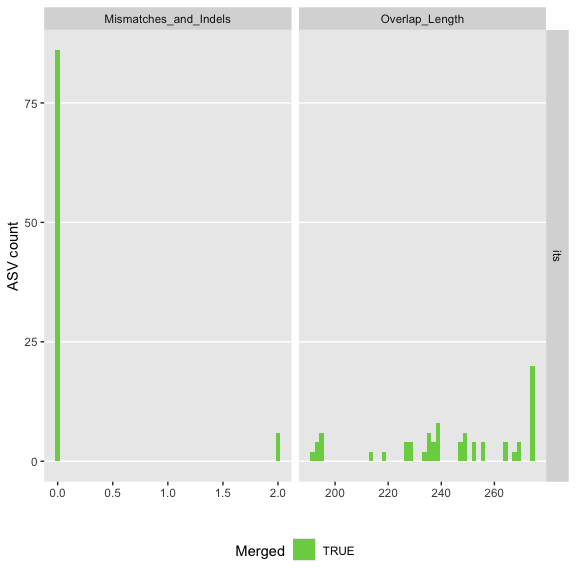 Mismatches_and_Indels
Overlap_Length
ASV count
75
50
25
0
its
0.0 0.5 1.0 1.5 2.0
200 220 240 260
Merged TRUE